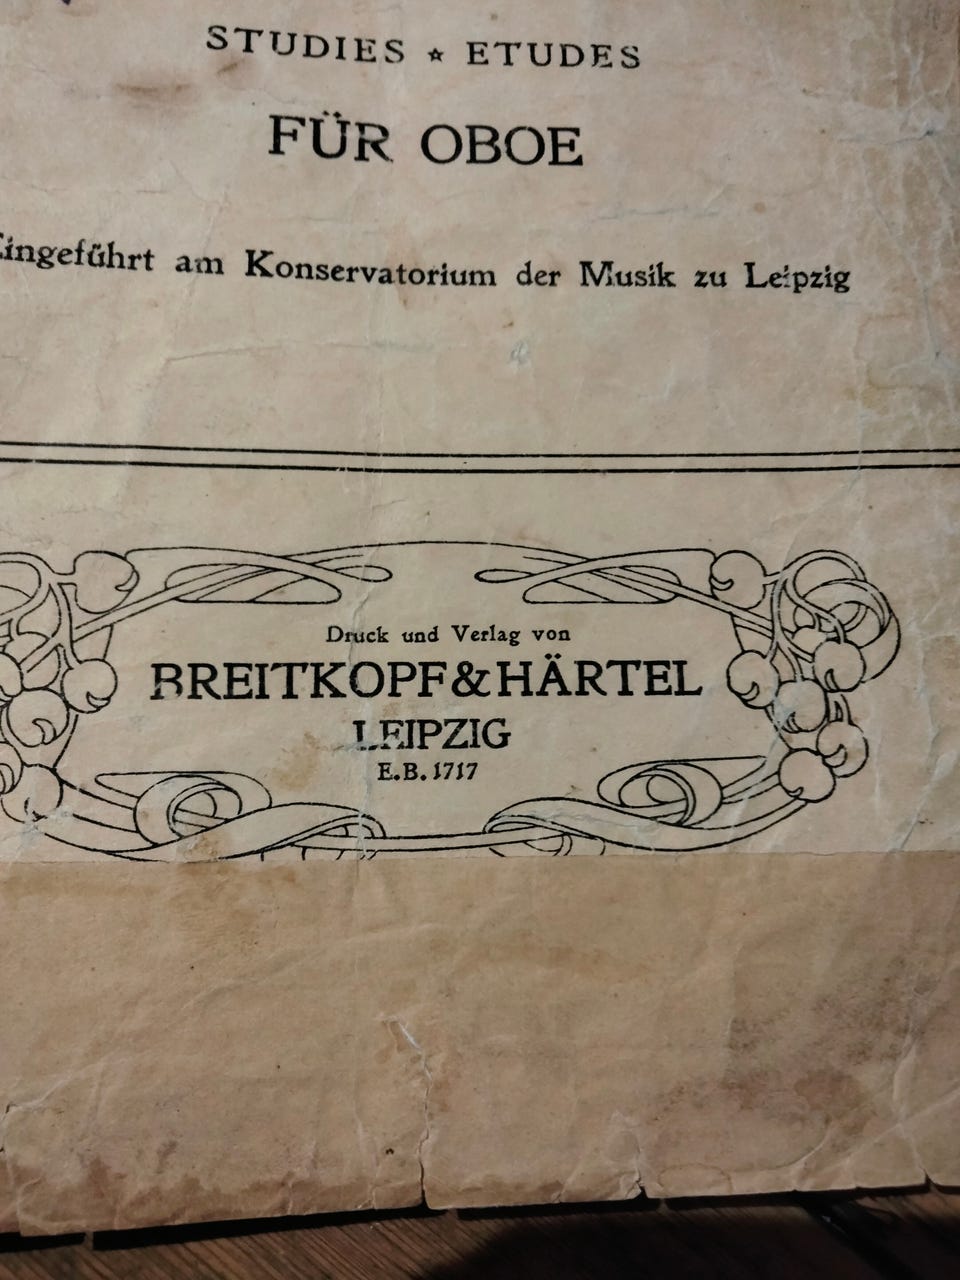 STUDIES * ETUDES
FÜR OBOE
Eingeführt am Konservatorium der Musik zu Leipzig
Druck und Verlag von
BREITKOPF & HÄRTEL
LEIPZIG
E.B. 1717